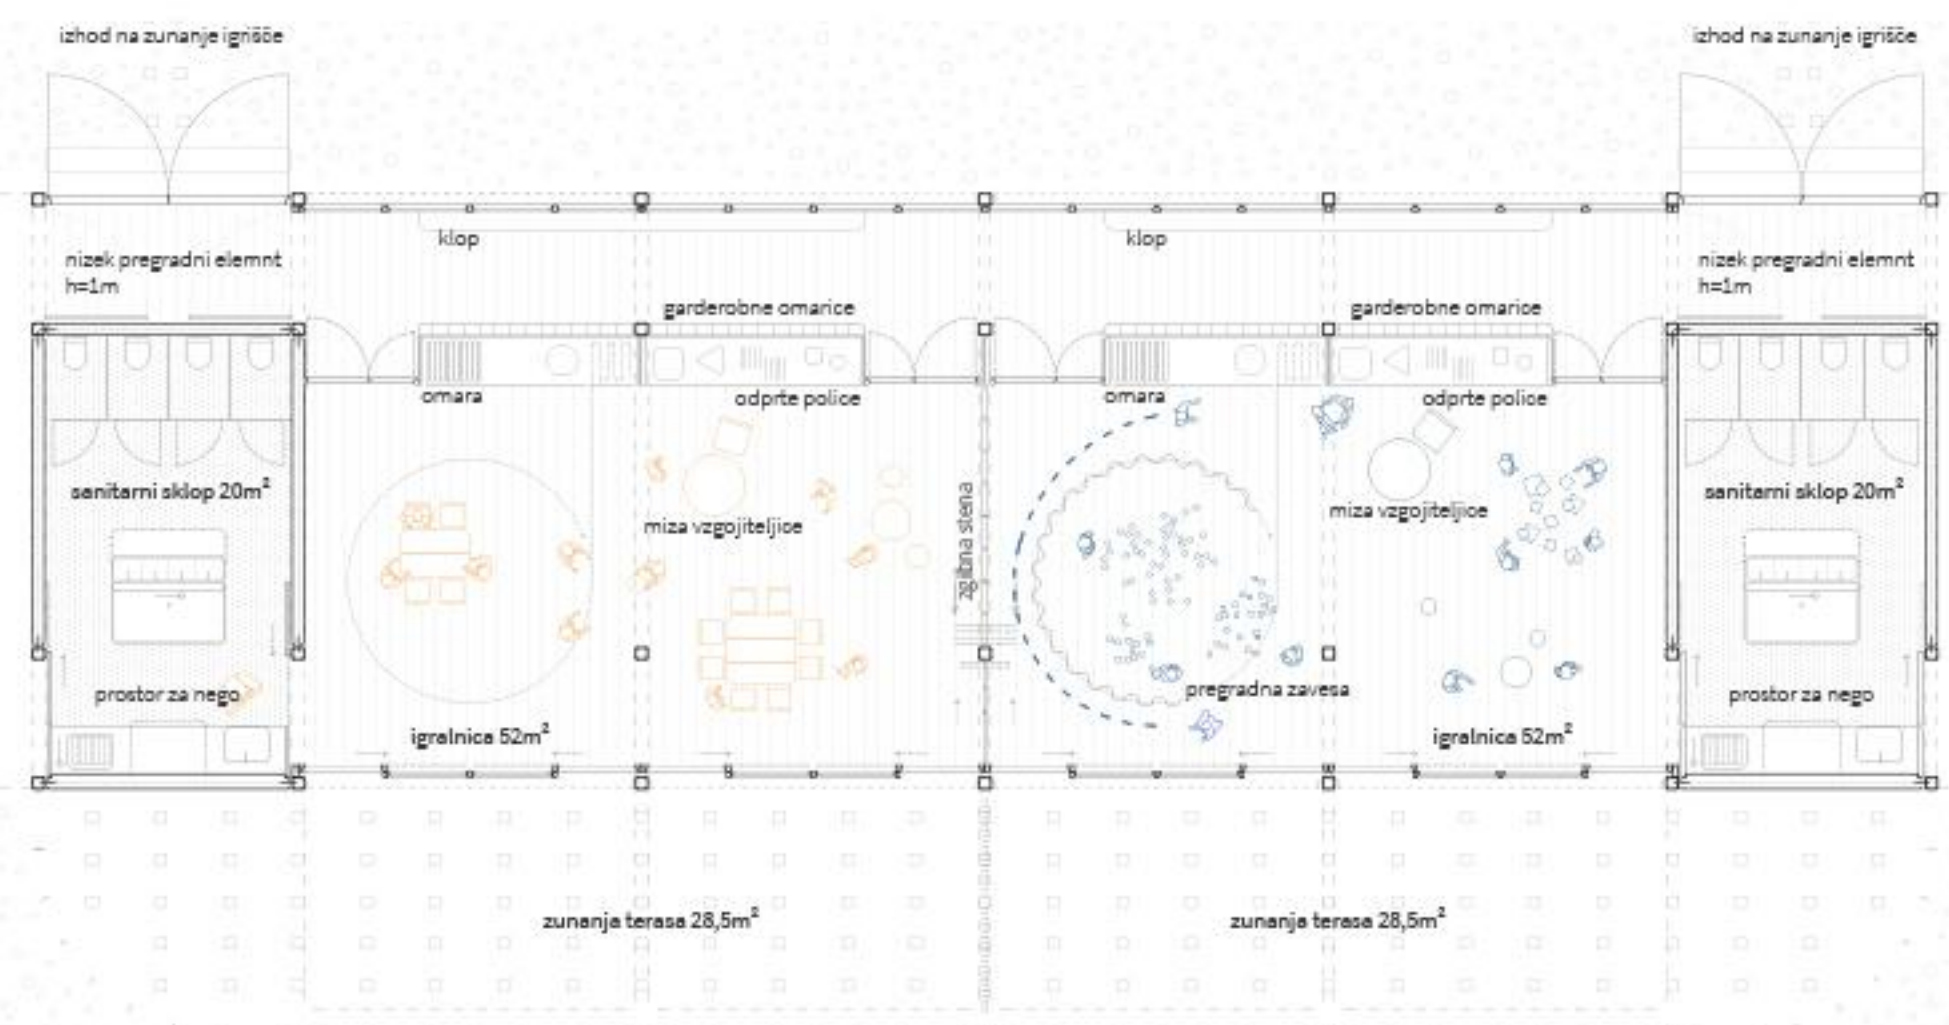 izhod na zunanje igrišče
izhod na zunanje igrišče
klop
klop
nizek pregradni elemnt
h=1m
nizek pregradni elemnt
h=1m
garderobne omarice
garderobne omarice
omara
odprte police
omara
odprte police
sanitarni sklop 20m²
zgibna stena
sanitarni sklop 20m²
miza vzgojiteljice
miza vzgojiteljice
prostor za nego
pregradna zavesa
prostor za nego
igralnica 52m²
igralnica 52m²
zunanja terasa 28,5m²
zunanja terasa 28,5m²